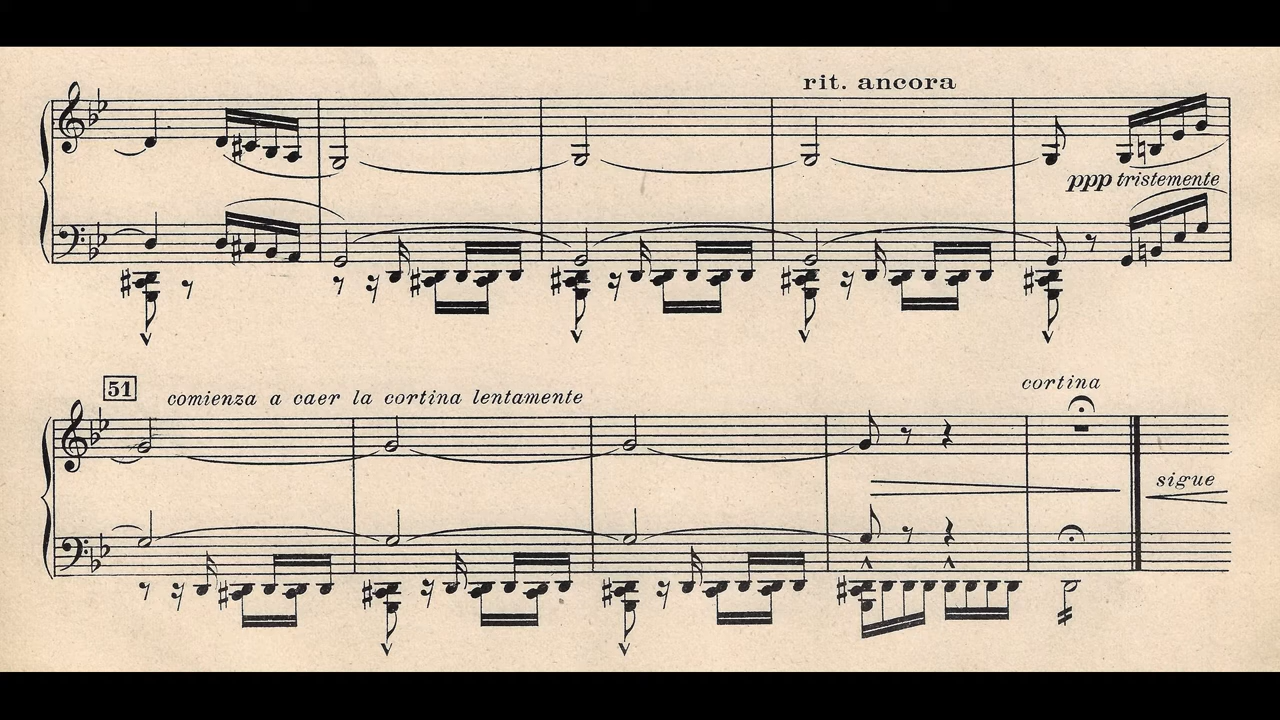 rit. ancora
ppp tristemente
51 comienza a caer la cortina lentamente
cortina
sigue